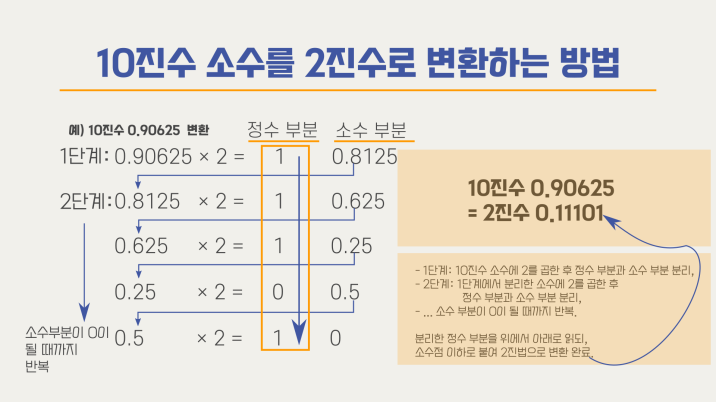 10진수 소수를 2진수로 변환하는 방법
예) 10진수 0.90625 변환
정수 부분 소수 부분
1단계: 0.90625 × 2 = 1 0.8125
2단계: 0.8125 × 2 = 1 0.625
0.625 × 2 = 1 0.25
0.25 × 2 = 0 0.5
0.5 × 2 = 1 0
소수부분이 0이
될 때까지
반복
10진수 0.90625
= 2진수 0.11101
- 1단계: 10진수 소수에 2를 곱한 후 정수 부분과 소수 부분 분리,
- 2단계: 1단계에서 분리한 소수에 2를 곱한 후
정수 부분과 소수 부분 분리,
- ... 소수 부분이 0이 될 때까지 반복.
분리한 정수 부분을 위에서 아래로 읽되,
소수점 이하로 붙여 2진법으로 변환 완료.